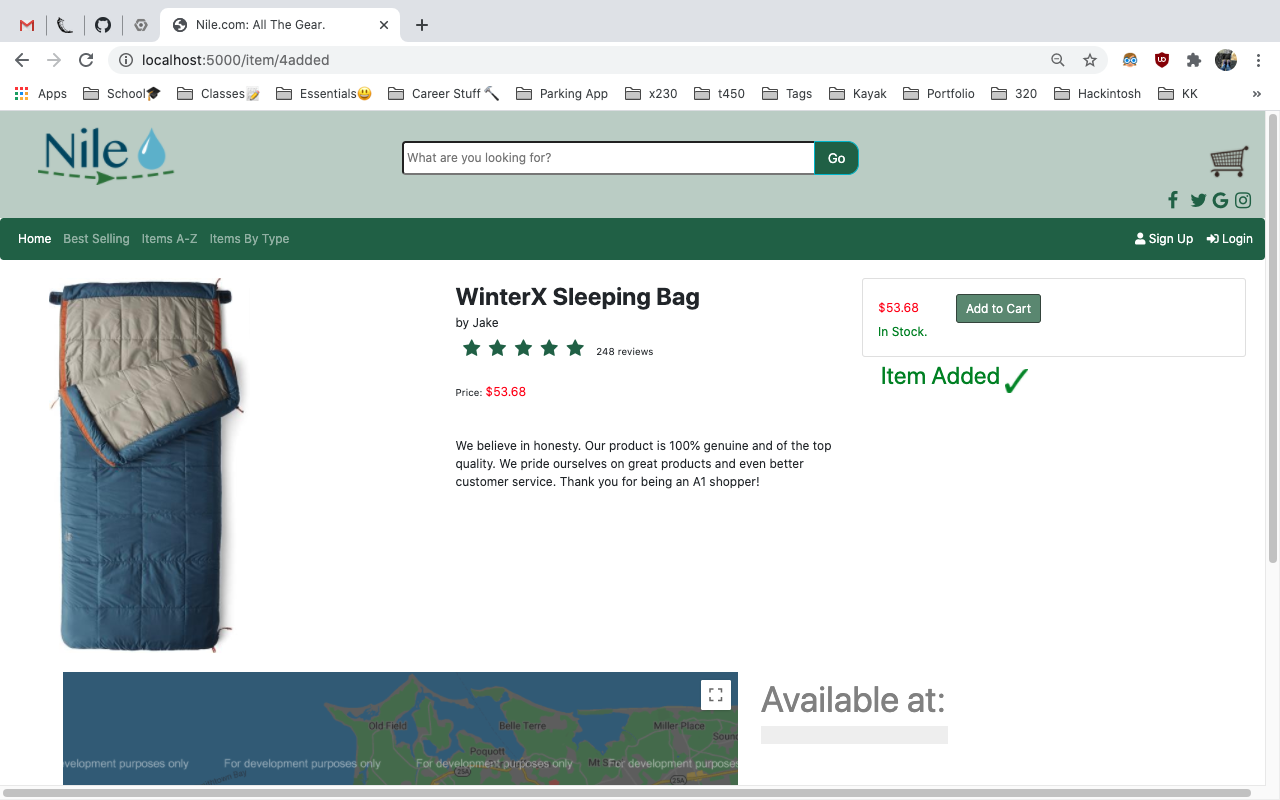 Nile.com: All The Gear.
localhost:5000/item/4added
Apps School Classes Essentials Career Stuff Parking App x230 t450 Tags Kayak Portfolio 320 Hackintosh KK »
Nile
What are you looking for? Go
Home Best Selling Items A-Z Items By Type Sign Up Login
WinterX Sleeping Bag
by Jake
248 reviews
Price: $53.68
We believe in honesty. Our product is 100% genuine and of the top
quality. We pride ourselves on great products and even better
customer service. Thank you for being an A1 shopper!
$53.68 Add to Cart
In Stock.
Item Added
Old Field Belle Terre Miller Place
Poquott Soun
velopment purposes only For development purposes only For development purposes only For developmen purposes only
25A
25A
Available at: